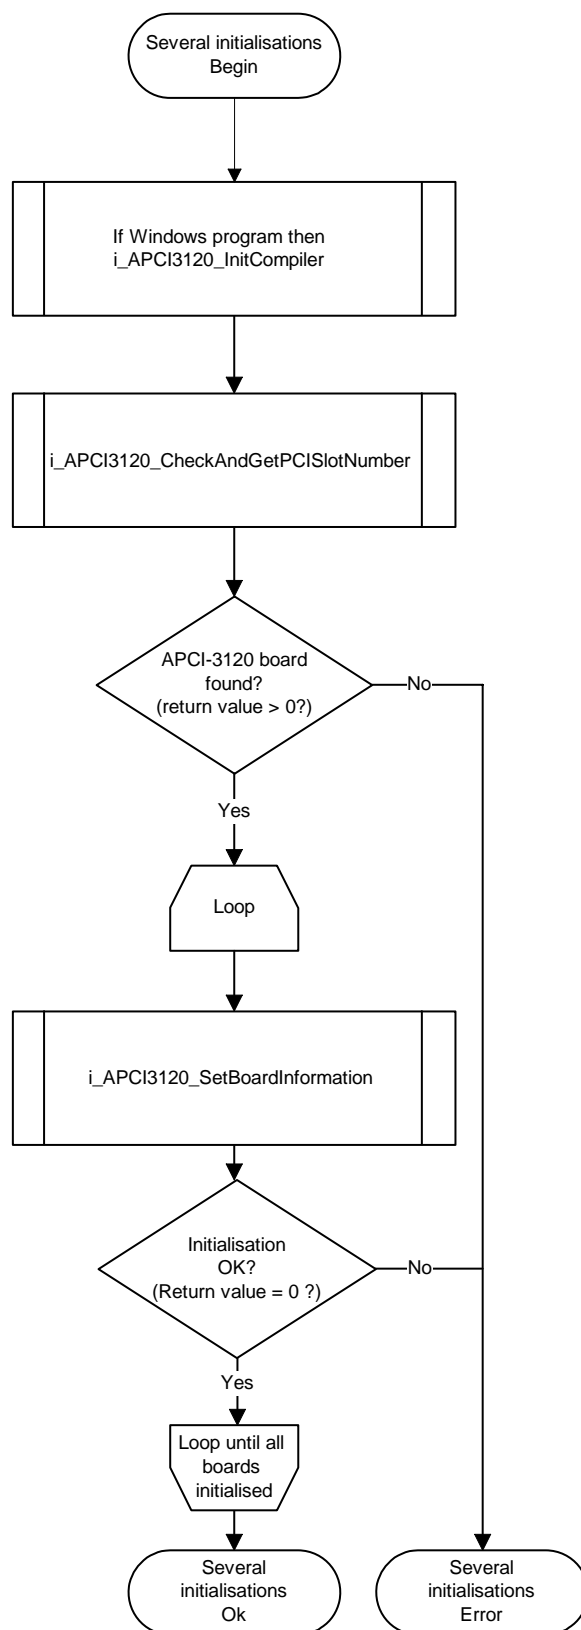 Several initialisations
Begin
If Windows program then
i_APCI3120_InitCompiler
i_APCI3120_CheckAndGetPCISlotNumber
APCI-3120 board
found?
(return value > 0?)
No
Yes
Loop
i_APCI3120_SetBoardInformation
Initialisation
OK?
(Return value = 0 ?)
No
Yes
Loop until all
boards
initialised
Several
initialisations
Ok
Several
initialisations
Error